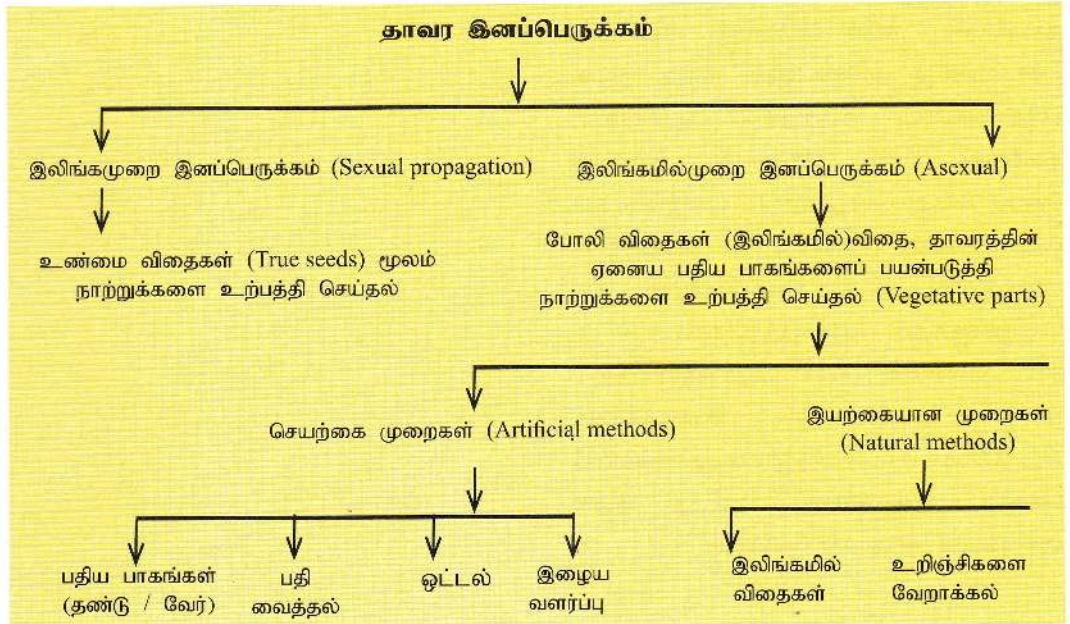 தாவர இனப்பெருக்கம்
இலிங்கமுறை இனப்பெருக்கம் (Sexual propagation)
இலிங்கமில்முறை இனப்பெருக்கம் (Asexual)
உண்மை விதைகள் (True seeds) மூலம்
நாற்றுக்களை உற்பத்தி செய்தல்
போலி விதைகள் (இலிங்கமில்)விதை, தாவரத்தின்
ஏனைய பதிய பாகங்களைப் பயன்படுத்தி
நாற்றுக்களை உற்பத்தி செய்தல் (Vegetative parts)
செயற்கை முறைகள் (Artificial methods)
இயற்கையான முறைகள்
(Natural methods)
பதிய பாகங்கள்
(தண்டு / வேர்)
பதி
வைத்தல்
ஒட்டல்
இழைய
வளர்ப்பு
இலிங்கமில்
விதைகள்
உறிஞ்சிகளை
வேறாக்கல்